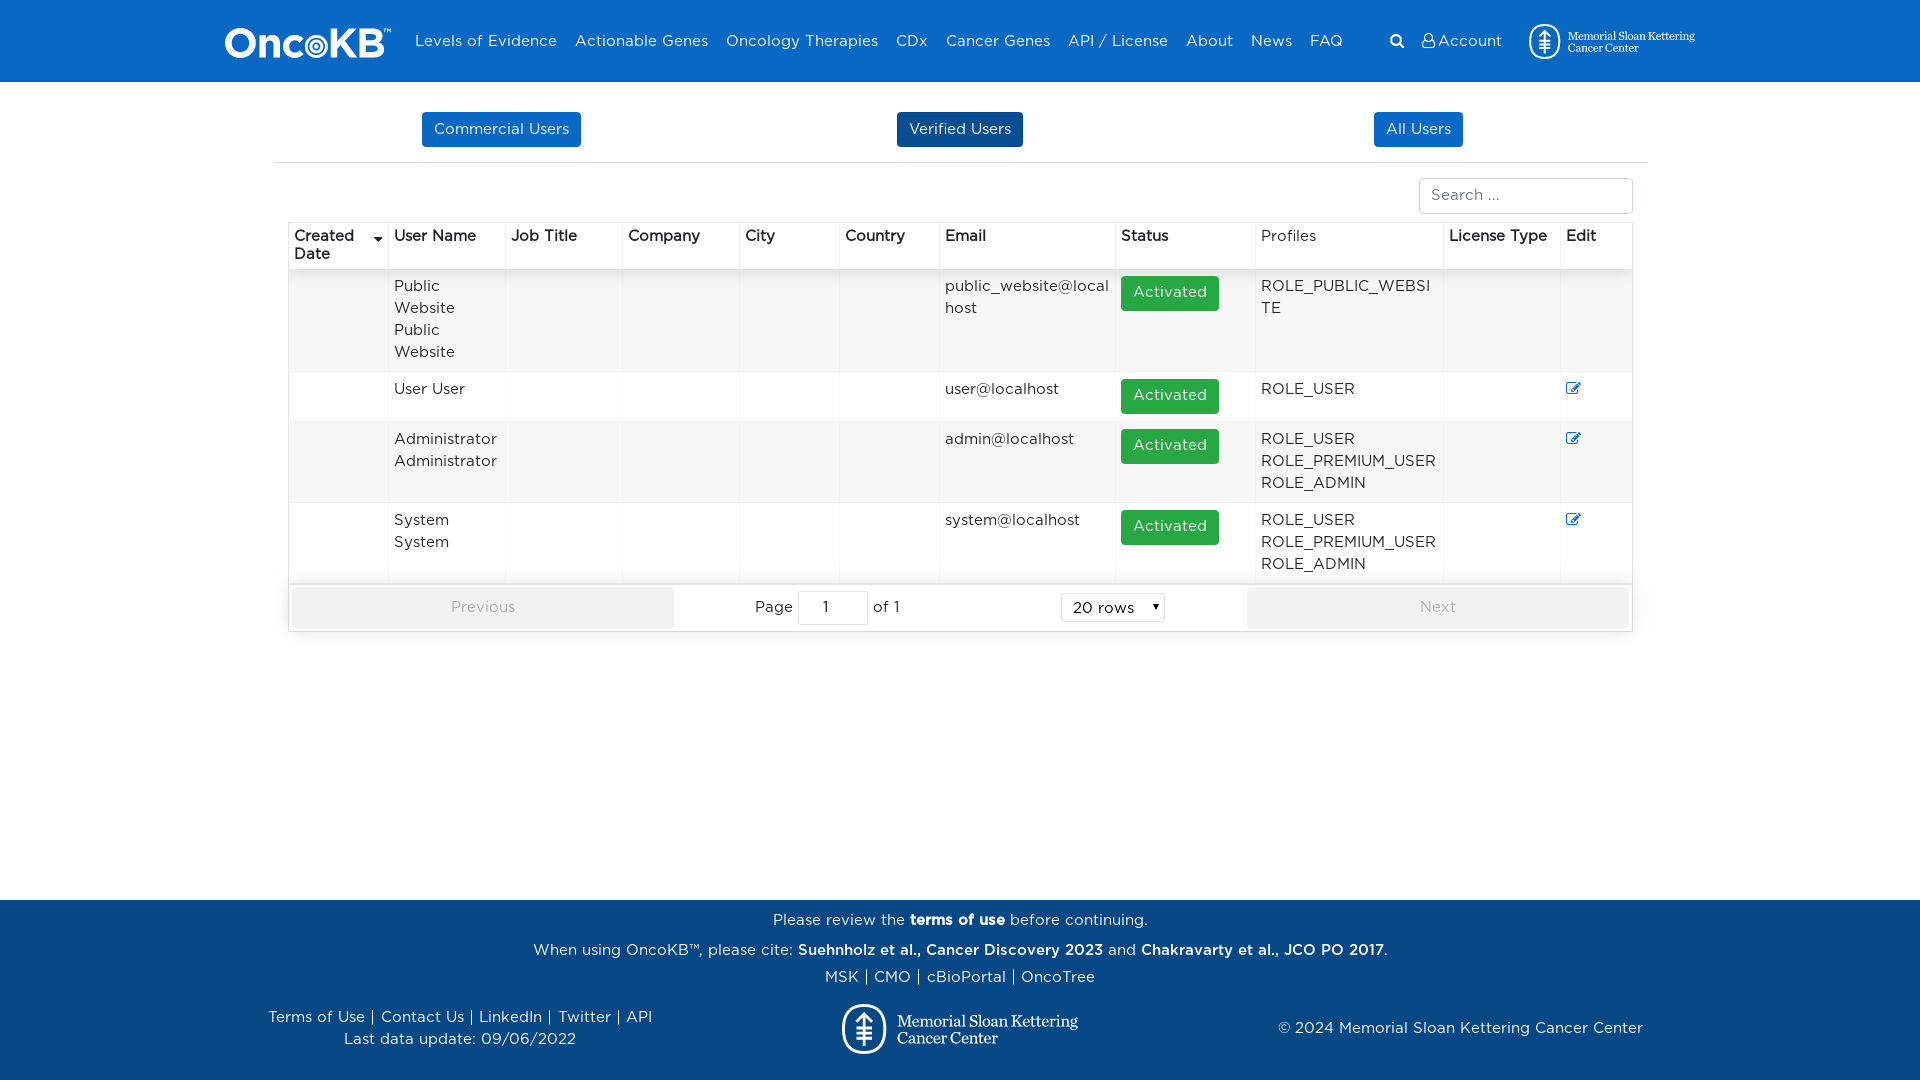 OncoKB™ Levels of Evidence Actionable Genes Oncology Therapies CDx Cancer Genes API / License About News FAQ Account Memorial Sloan Kettering
Cancer Center
Commercial Users Verified Users All Users
Search ...
Created User Name Job Title Company City Country Email Status Profiles License Type Edit
Date
Public public_website@local Activated ROLE_PUBLIC_WEBSI
Website host TE
Public
Website
User User user@localhost Activated ROLE_USER
Administrator admin@localhost Activated ROLE_USER
Administrator ROLE_PREMIUM_USER
ROLE_ADMIN
System system@localhost Activated ROLE_USER
System ROLE_PREMIUM_USER
ROLE_ADMIN
Previous Page 1 of 1 20 rows Next
Please review the terms of use before continuing.
When using OncoKB™, please cite: Suehnholz et al., Cancer Discovery 2023 and Chakravarty et al., JCO PO 2017.
MSK | CMO | cBioPortal | OncoTree
Terms of Use | Contact Us | LinkedIn | Twitter | API
Last data update: 09/06/2022
Memorial Sloan Kettering
Cancer Center
© 2024 Memorial Sloan Kettering Cancer Center